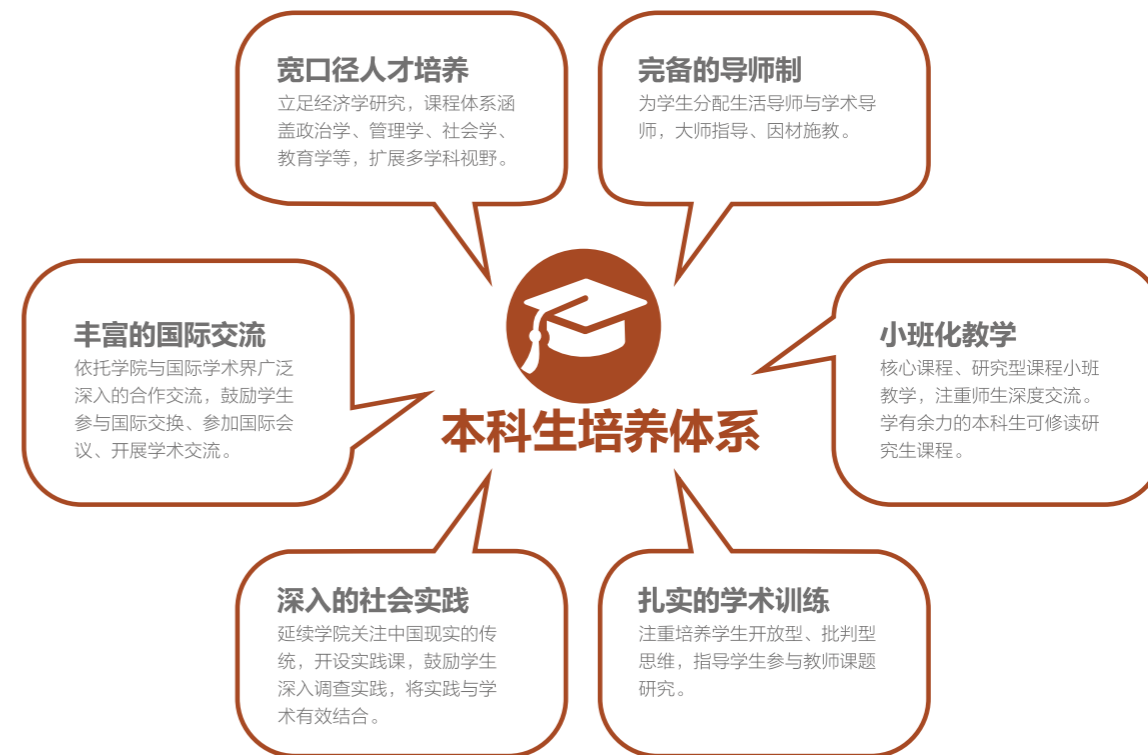 宽口径人才培养
立足经济学研究，课程体系涵
盖政治学、管理学、社会学、
教育学等，扩展多学科视野。
完备的导师制
为学生分配生活导师与学术导
师，大师指导、因材施教。
丰富的国际交流
依托学院与国际学术界广泛
深入的合作交流，鼓励学生
参与国际交换、参加国际会
议、开展学术交流。
小班化教学
核心课程、研究型课程小班
教学，注重师生深度交流。
学有余力的本科生可修读研
究生课程。
本科生培养体系
深入的社会实践
延续学院关注中国现实的传
统，开设实践课，鼓励学生
深入调查实践，将实践与学
术有效结合。
扎实的学术训练
注重培养学生开放型、批判型
思维，指导学生参与教师课题
研究。